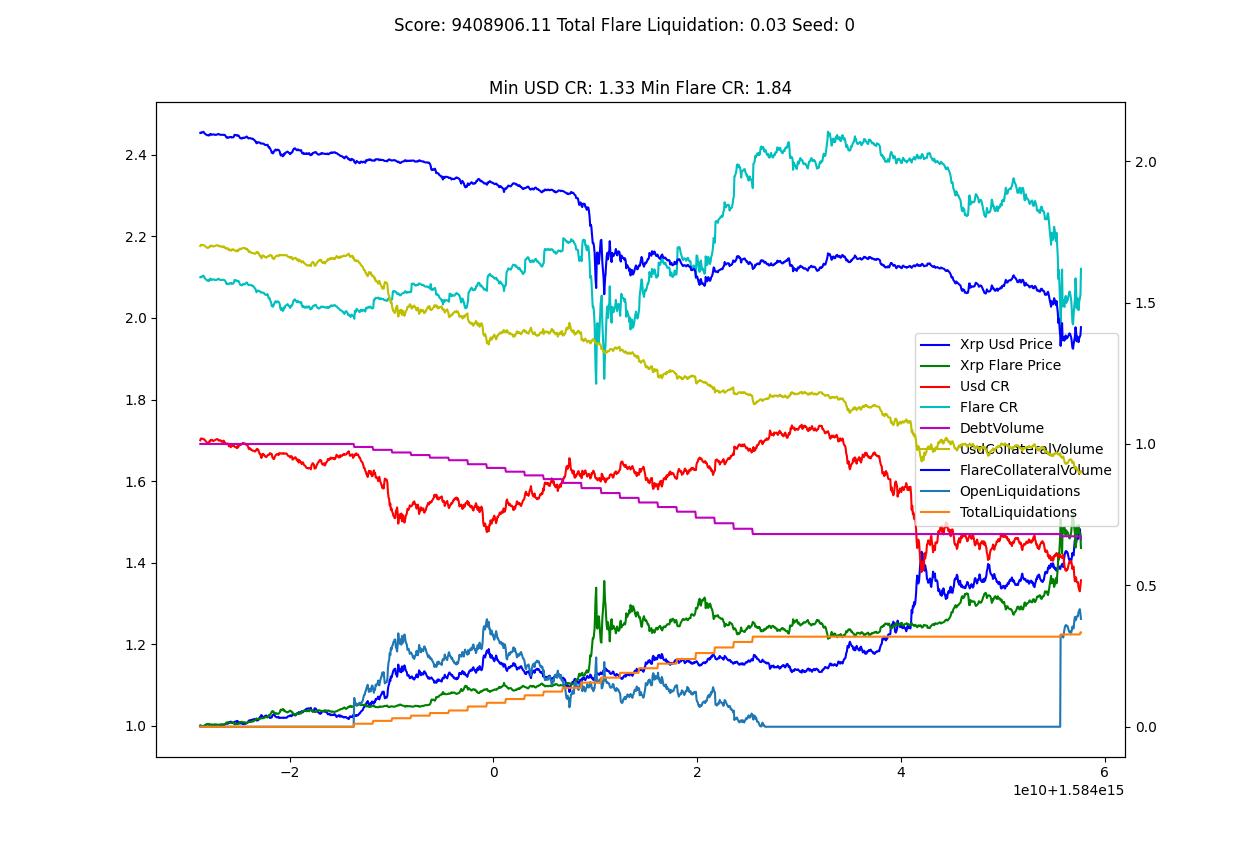 Score: 9408906.11 Total Flare Liquidation: 0.03 Seed: 0
Min USD CR: 1.33 Min Flare CR: 1.84
2.4
2.2
2.0
1.8
1.6
1.4
1.2
1.0
2.0
1.5
1.0
0.5
0.0
Xrp Usd Price
Xrp Flare Price
Usd CR
Flare CR
DebtVolume
UsdCollateralVolume
FlareCollateralVolume
OpenLiquidations
TotalLiquidations
−2
0
2
4
6
1e10+1.584e15